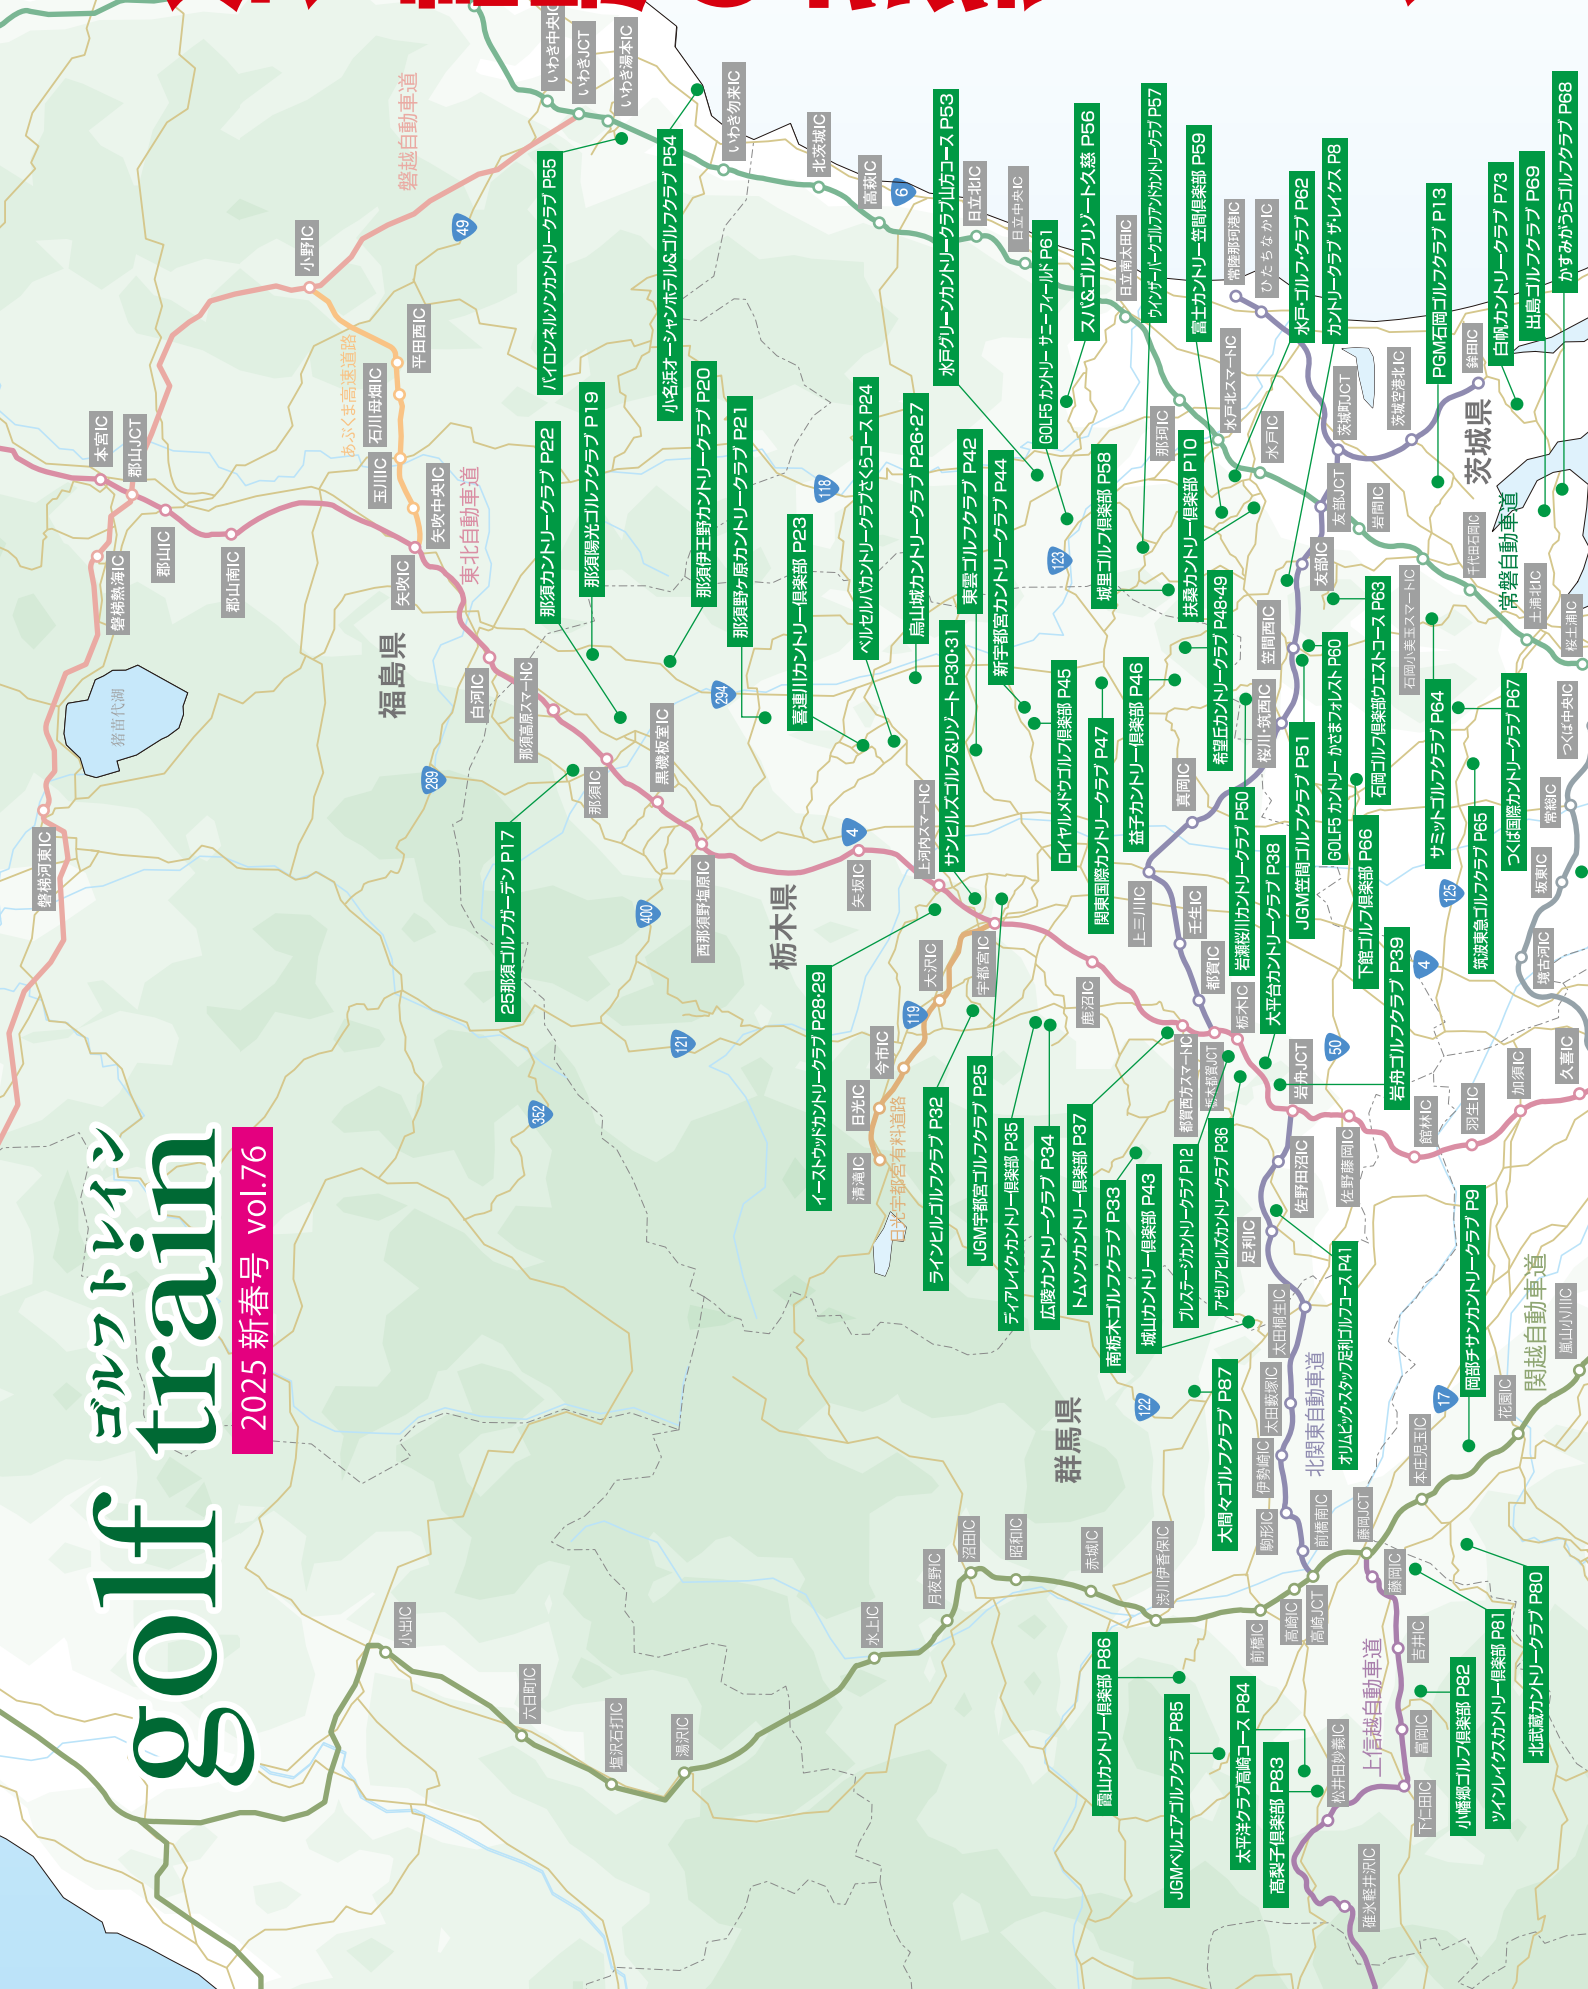 ゴルフトレイン
golf train
2025 新春号 vol.76
福島県
栃木県
群馬県
茨城県
猪苗代湖
磐越自動車道
あぶくま高速道路
東北自動車道
日光宇都宮有料道路
北関東自動車道
上信越自動車道
関越自動車道
常磐自動車道
いわき中央IC
いわきJCT
いわき湯本IC
いわき勿来IC
北茨城IC
高萩IC
日立北IC
日立中央IC
日立南太田IC
常陸那珂港IC
ひたちなかIC
那珂IC
水戸北スマートIC
水戸IC
茨城町JCT
茨城空港北IC
鉾田IC
友部JCT
岩間IC
友部IC
千代田石岡IC
石岡小美玉スマートIC
土浦北IC
桜土浦IC
つくば中央IC
常総IC
坂東IC
境古河IC
笠間西IC
桜川・筑西IC
真岡IC
上三川IC
壬生IC
都賀IC
小野IC
平田西IC
石川母畑IC
玉川IC
矢吹中央IC
本宮IC
郡山JCT
郡山IC
郡山南IC
磐梯熱海IC
磐梯河東IC
矢吹IC
白河IC
那須高原スマートIC
那須IC
黒磯板室IC
西那須野塩原IC
矢坂IC
上河内スマートIC
宇都宮IC
大沢IC
今市IC
日光IC
清滝IC
鹿沼IC
都賀西方スマートIC
栃木都賀JCT
栃木IC
岩舟JCT
佐野藤岡IC
館林IC
羽生IC
加須IC
久喜IC
佐野田沼IC
足利IC
太田桐生IC
太田藪塚IC
伊勢崎IC
駒形IC
前橋南IC
高崎JCT
高崎IC
前橋IC
藤岡JCT
藤岡IC
吉井IC
富岡IC
下仁田IC
松井田妙義IC
碓氷軽井沢IC
本庄児玉IC
花園IC
嵐山小川IC
渋川伊香保IC
赤城IC
昭和IC
沼田IC
月夜野IC
水上IC
湯沢IC
塩沢石打IC
六日町IC
小出IC
49
6
118
123
294
289
4
400
119
121
352
122
50
125
4
17
バイロンネルソンカントリークラブ P55
小名浜オーシャンホテル&ゴルフクラブ P54
那須カントリークラブ P22
那須陽光ゴルフクラブ P19
那須伊王野カントリークラブ P20
那須野ヶ原カントリークラブ P21
喜連川カントリー倶楽部 P23
ベルセルバカントリークラブさくらコース P24
烏山城カントリークラブ P26・27
東雲ゴルフクラブ P42
新宇都宮カントリークラブ P44
水戸グリーンカントリークラブ山方コース P53
GOLF5 カントリー サニーフィールド P61
スパ&ゴルフリゾート久慈 P56
ウインザーパークゴルフアンドカントリークラブ P57
富士カントリー笠間倶楽部 P59
水戸・ゴルフ・クラブ P62
カントリークラブ ザ・レイクス P8
PGM石岡ゴルフクラブ P13
白帆カントリークラブ P73
出島ゴルフクラブ P69
かすみがうらゴルフクラブ P68
城里ゴルフ倶楽部 P58
扶桑カントリー倶楽部 P10
希望丘カントリークラブ P48・49
サンヒルズゴルフ&リゾート P30・31
ロイヤルメドウゴルフ倶楽部 P45
関東国際カントリークラブ P47
益子カントリー倶楽部 P46
岩瀬桜川カントリークラブ P50
JGM笠間ゴルフクラブ P51
GOLF5 カントリー かさまフォレスト P60
石岡ゴルフ倶楽部ウエストコース P63
サミットゴルフクラブ P64
つくば国際カントリークラブ P67
筑波東急ゴルフクラブ P65
下館ゴルフ倶楽部 P66
大平台カントリークラブ P38
岩舟ゴルフクラブ P39
25那須ゴルフガーデン P17
イーストウッドカントリークラブ P28・29
ラインヒルゴルフクラブ P32
JGM宇都宮ゴルフクラブ P25
ディアレイク・カントリー倶楽部 P35
広陵カントリークラブ P34
トムソンカントリー倶楽部 P37
南栃木ゴルフクラブ P33
城山カントリー倶楽部 P43
プレステージカントリークラブ P12
アゼリアヒルズカントリークラブ P36
オリムピック・スタッフ足利ゴルフコース P41
大間々ゴルフクラブ P87
岡部チサンカントリークラブ P9
霞山カントリー倶楽部 P86
JGMベルエアゴルフクラブ P85
太平洋クラブ高崎コース P84
高梨子倶楽部 P83
小幡郷ゴルフ倶楽部 P82
ツインレイクスカントリー倶楽部 P81
北武蔵カントリークラブ P80